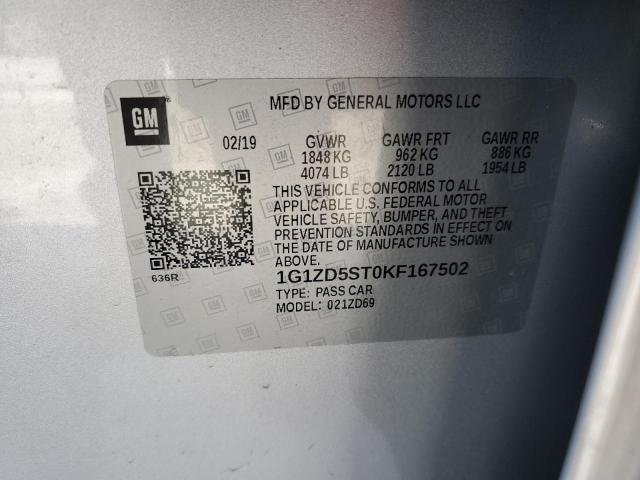 GM
MFD BY GENERAL MOTORS LLC
02/19 GVWR GAWR FRT GAWR RR
1848 KG 962 KG 886 KG
4074 LB 2120 LB 1954 LB
THIS VEHICLE CONFORMS TO ALL
APPLICABLE U.S. FEDERAL MOTOR
VEHICLE SAFETY, BUMPER, AND THEFT
PREVENTION STANDARDS IN EFFECT ON
THE DATE OF MANUFACTURE SHOWN
ABOVE.
636R
1G1ZD5ST0KF167502
TYPE: PASS CAR
MODEL: 021ZD69